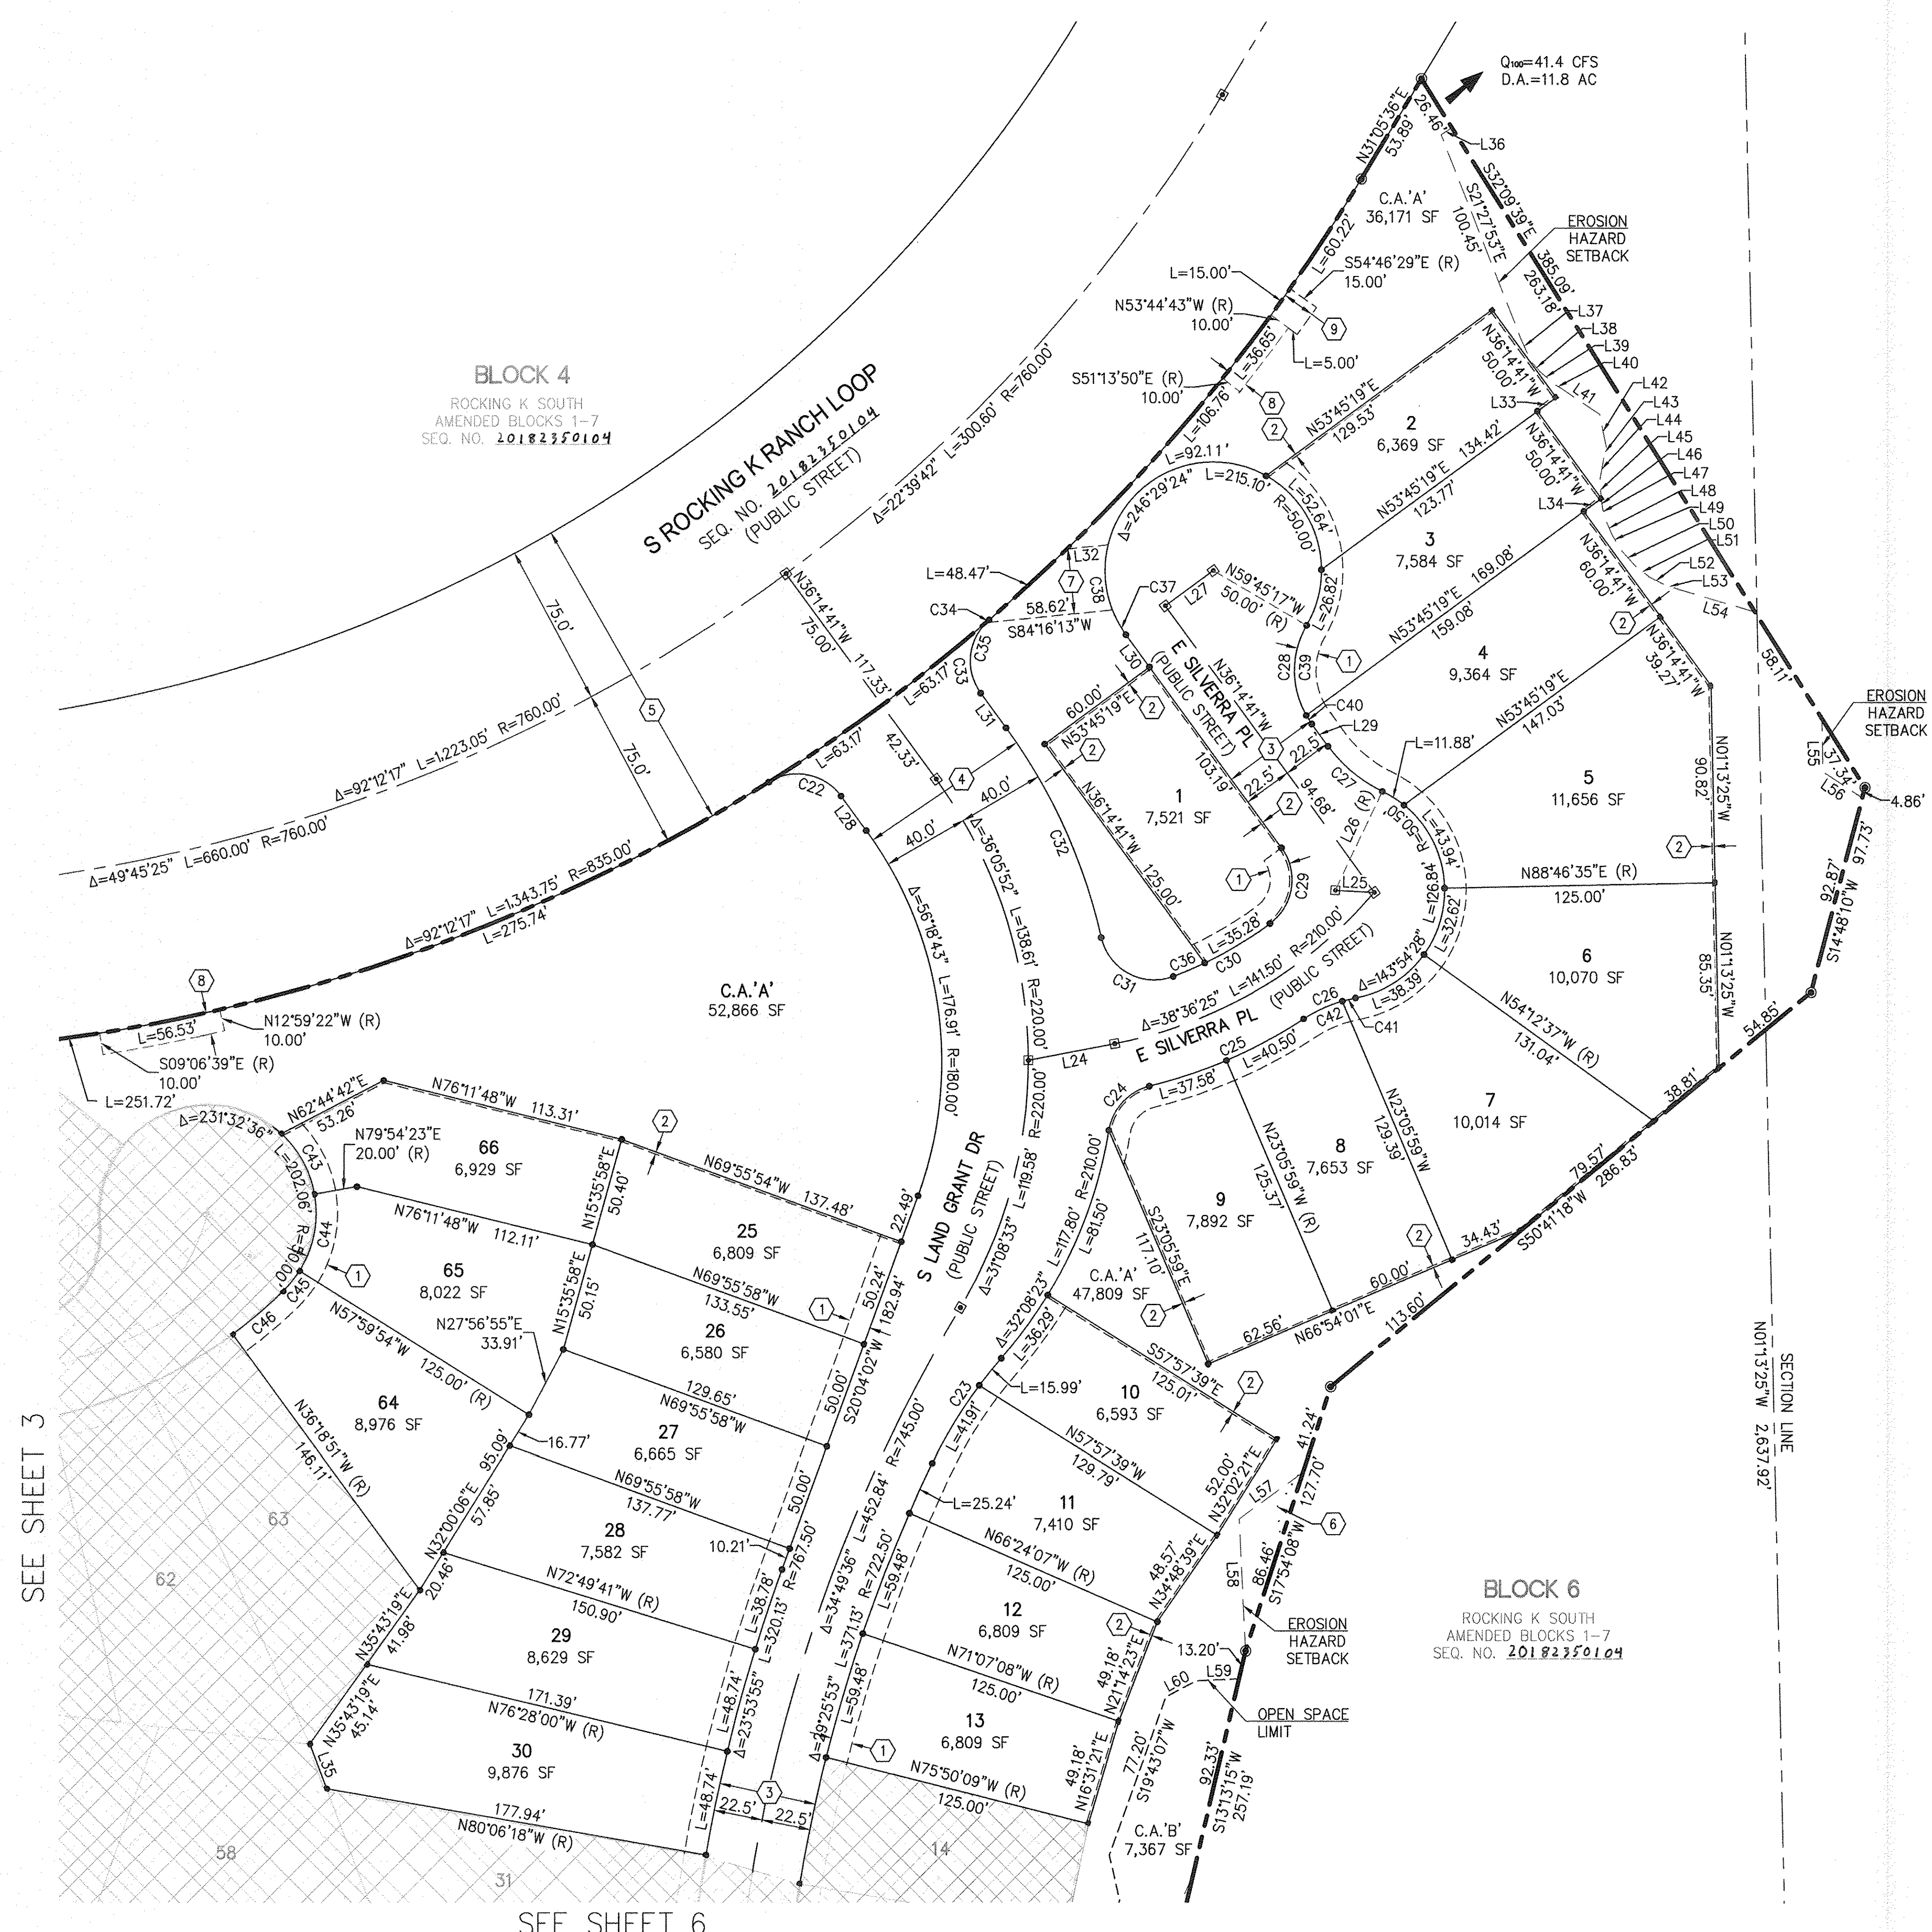 Q100=41.4 CFS
D.A.=11.8 AC
N31°05'36"E
53.89'
26.46'
L36
S32°09'39"E
385.09'
263.18'
S21°27'53"E
100.45'
EROSION
HAZARD
SETBACK
C.A.'A'
36,171 SF
L=60.22'
S54°46'29"E (R)
15.00'
L=15.00'
N53°44'43"W (R)
10.00'
9
L=36.65'
L=5.00'
S51°13'50"E (R)
10.00'
8
L=106.76'
2
L37
L38
L39
L40
L41
L42
L43
L44
L45
L46
L47
L48
L49
L50
L51
L52
L53
L54
N36°14'41"W
50.00'
L33
N53°45'19"E
129.53'
2
6,369 SF
134.42'
N53°45'19"E
123.77'
N36°14'41"W
50.00'
L34
3
7,584 SF
169.08'
N53°45'19"E
159.08'
N36°14'41"W
60.00'
2
4
9,364 SF
N36°14'41"W
39.27'
N53°45'19"E
147.03'
58.11'
EROSION
HAZARD
SETBACK
L55
37.34'
L56
4.86'
BLOCK 4
ROCKING K SOUTH
AMENDED BLOCKS 1-7
SEQ. NO. 20182350104
S ROCKING K RANCH LOOP
SEQ. NO. 20182350104
(PUBLIC STREET)
Δ=22°39'42" L=300.60' R=760.00'
L=92.11'
Δ=246°29'24"
L=215.10'
R=50.00'
L=52.64'
L=26.82'
L32
7
C38
C37
L=48.47'
C34
58.62'
S84°16'13"W
C35
C33
L31
L30
N59°45'17"W
50.00' (R)
L27
E SILVERRA PL
(PUBLIC STREET)
N36°14'41"W
94.68'
C28
C39
1
C40
L29
3
22.5'
22.5'
L=11.88'
C27
L26 (R)
L25
N36°14'41"W
75.00'
117.33'
42.33'
L=63.17'
L=63.17'
4
40.0'
40.0'
60.00'
N53°45'19"E
2
2
103.19'
2
1
7,521 SF
N36°14'41"W
125.00'
1
C29
C32
C31
C36
L=35.28'
C30
75.0'
75.0'
5
C22
L28
Δ=92°12'17" L=1,223.05' R=760.00'
Δ=49°45'25" L=660.00' R=760.00'
Δ=92°12'17" L=1,343.75' R=835.00'
L=275.74'
8
L=56.53'
N12°59'22"W (R)
10.00'
S09°06'39"E (R)
10.00'
L=251.72'
C.A.'A'
52,866 SF
Δ=56°18'43" L=176.91' R=180.00'
Δ=36°05'52" L=138.61' R=220.00'
Δ=38°36'25" L=141.50' R=210.00'
E SILVERRA PL (PUBLIC STREET)
L24
5
11,656 SF
N01°13'25"W
90.82'
2
N88°46'35"E (R)
125.00'
R=50.50'
L=43.94'
L=126.84'
L=32.62'
Δ=143°54'28"
L=38.39'
6
10,070 SF
N01°13'25"W
85.35'
92.87'
97.73'
S14°48'10"W
54.85'
N54°12'37"W (R)
131.04'
38.81'
C26
C42
C41
C25
L=40.50'
C24
L=37.58'
7
10,014 SF
79.57'
S50°41'18"W 286.83'
N23°05'59"W
129.39'
8
7,653 SF
N23°05'59"W (R)
125.37'
9
7,892 SF
2
34.43'
60.00'
N66°54'01"E
62.56'
113.60'
S23°05'59"E
117.10'
C.A.'A'
47,809 SF
2
S LAND GRANT DR
(PUBLIC STREET)
Δ=31°08'33" L=119.58' R=220.00'
Δ=32°08'23" L=117.80' R=210.00'
L=81.50'
L=36.29'
L=15.99'
C23
L=41.91'
L=25.24'
Δ=231°32'36"
L=202.06'
R=50.00'
N62°44'42"E
53.26'
C43
N79°54'23"E
20.00' (R)
C44
C45
C46
1
N76°11'48"W 113.31'
66
6,929 SF
2
N69°55'54"W 137.48'
22.49'
N15°35'58"E
50.40'
N76°11'48"W 112.11'
25
6,809 SF
65
8,022 SF
N15°35'58"E
50.15'
N69°55'58"W
133.55'
1
50.24'
182.94'
S20°04'02"W
N57°59'54"W
125.00' (R)
N27°56'55"E
33.91'
26
6,580 SF
129.65'
N69°55'58"W
50.00'
64
8,976 SF
N36°18'51"W (R)
146.11'
16.77'
95.09'
27
6,665 SF
N69°55'58"W
137.77'
50.00'
10.21'
N32°00'06"E
57.85'
20.46'
28
7,582 SF
N72°49'41"W (R)
150.90'
L=38.78'
L=320.13'
R=767.50'
N35°43'19"E
41.98'
29
8,629 SF
171.39'
N76°28'00"W (R)
L=48.74'
Δ=23°53'55"
N35°43'19"E
45.14'
L35
30
9,876 SF
177.94'
N80°06'18"W (R)
L=48.74'
3
22.5'
22.5'
Δ=34°49'36" L=452.84' R=745.00'
Δ=29°25'53" L=371.13' R=722.50'
L=59.48'
L=59.48'
1
S57°57'39"E
125.01'
2
10
6,593 SF
N57°57'39"W
129.79'
52.00'
N32°02'21"E
L57
41.24'
127.70'
6
11
7,410 SF
N66°24'07"W (R)
125.00'
48.57'
N34°48'39"E
L58
86.46'
S17°54'08"W
12
6,809 SF
2
N71°07'08"W (R)
125.00'
49.18'
N21°14'23"E
13.20'
EROSION
HAZARD
SETBACK
L59
L60
OPEN SPACE
LIMIT
13
6,809 SF
N75°50'09"W (R)
125.00'
49.18'
N16°31'21"E
77.20'
S19°43'07"W
92.33'
S13°13'15"W
257.19'
C.A.'B'
7,367 SF
BLOCK 6
ROCKING K SOUTH
AMENDED BLOCKS 1-7
SEQ. NO. 20182350104
SECTION LINE
N01°13'25"W 2,637.92'
63
62
58
31
14
SEE SHEET 3
SEE SHEET 6